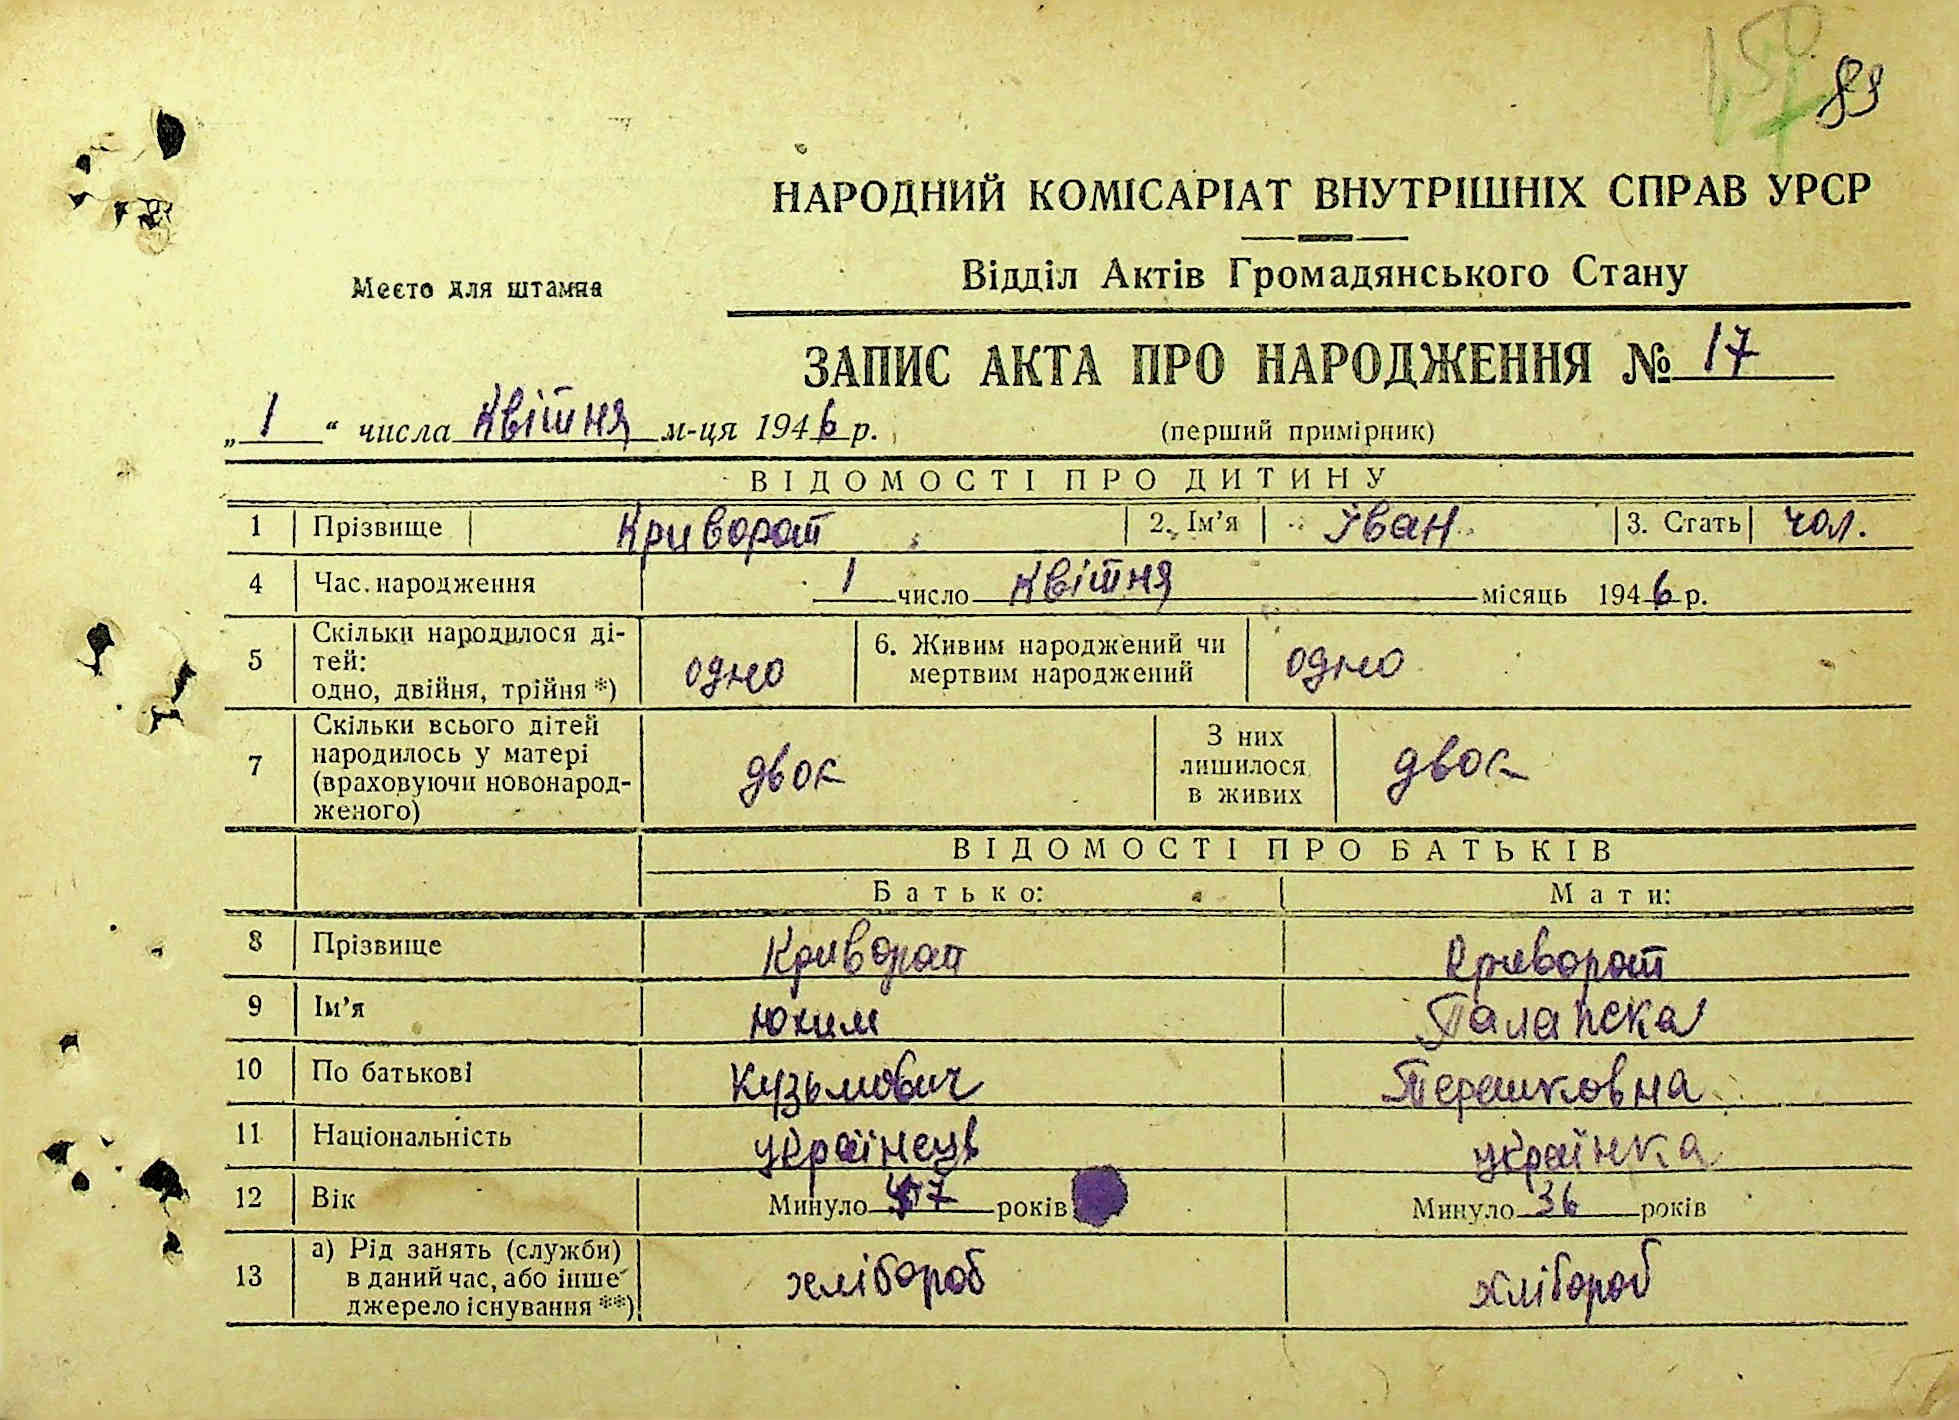 83
НАРОДНИЙ КОМІСАРІАТ ВНУТРІШНІХ СПРАВ УРСР
Відділ Актів Громадянського Стану
Место для штампа
ЗАПИС АКТА ПРО НАРОДЖЕННЯ № 17
„1“ числа Квітня м-ця 1946 р. (перший примірник)
ВІДОМОСТІ ПРО ДИТИНУ
1 Прізвище Криворот 2. Ім’я Іван 3. Стать чол.
4 Час народження 1 число Квітня місяць 1946 р.
5 Скільки народилося ді-
тей:
одно, двійня, трійня *) одно 6. Живим народжений чи
мертвим народжений одно
7 Скільки всього дітей
народилось у матері
(враховуючи новонарод-
женого) двоє З них
лишилося
в живих двоє
ВІДОМОСТІ ПРО БАТЬКІВ
Батько: Мати:
8 Прізвище Криворот Криворот
9 Ім’я Юхим
10 По батькові Кузьмович Терешковна
11 Національність українець українка
12 Вік Минуло років Минуло 36 років
13 а) Рід занять (служби)
в даний час, або інше
джерело існування **) хлібороб хлібороб